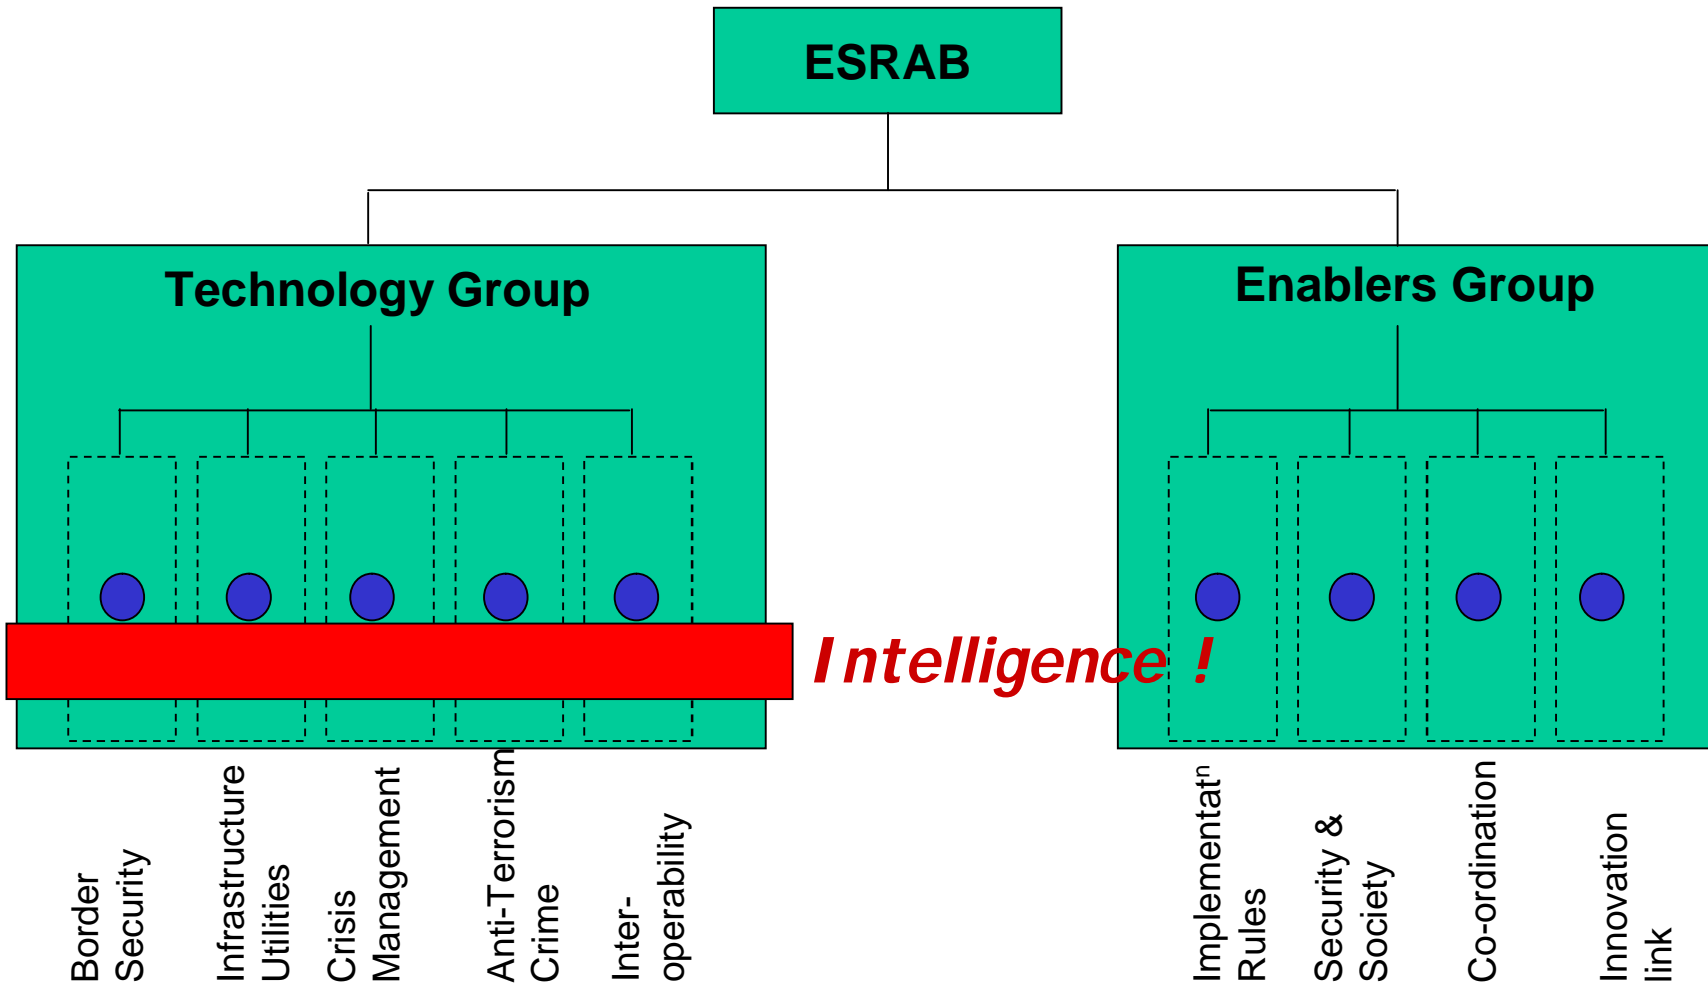 ESRAB
Technology Group
Enablers Group
Intelligence !
Border
Security
Infrastructure
Utilities
Crisis
Management
Anti-Terrorism
Crime
Inter-
operability
Implementatⁿ
Rules
Security &
Society
Co-ordination
Innovation
link